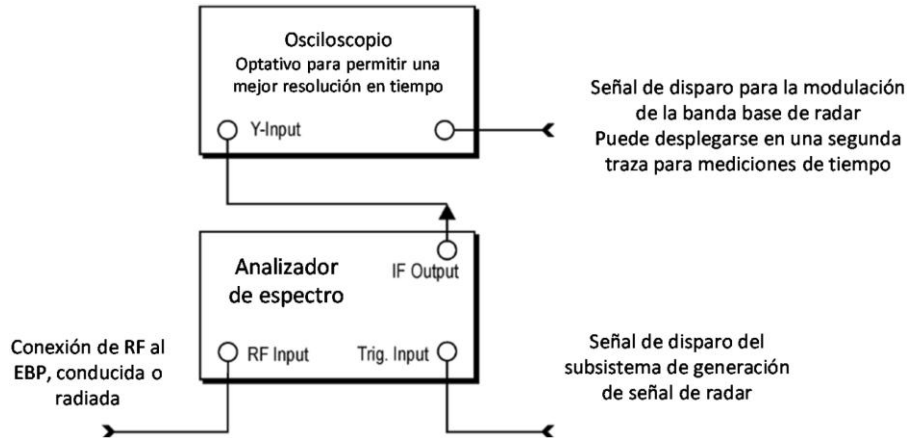 Osciloscopio
Optativo para permitir una
mejor resolución en tiempo
Y-Input
Señal de disparo para la modulación
de la banda base de radar
Puede desplegarse en una segunda
traza para mediciones de tiempo
Analizador
de espectro
IF Output
RF Input
Trig. Input
Conexión de RF al
EBP, conducida o
radiada
Señal de disparo del
subsistema de generación
de señal de radar